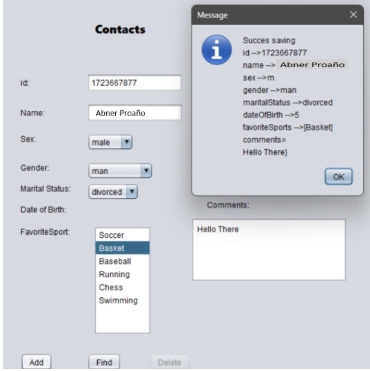 Contacts
id:
1723667877
Name:
Abner Proaño
Sex:
male
Gender:
man
Marital Status:
divorced
Date of Birth:
FavoriteSport:
Soccer
Basket
Baseball
Running
Chess
Swimming
Add
Find
Delete
Message
Succes saving
id -->1723667877
name --> Abner Proaño
sex -->m
gender -->man
maritalStatus -->divorced
dateOfBirth -->5
favoriteSports -->[Basket]
comments=
Hello There}
OK
Comments:
Hello There